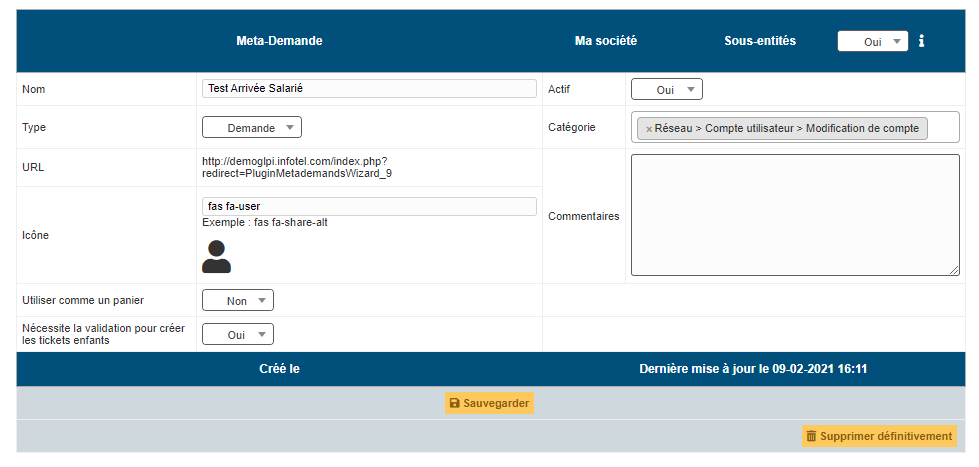 Meta-Demande Ma société Sous-entités Oui
Nom Test Arrivée Salarié Actif Oui
Type Demande Catégorie × Réseau > Compte utilisateur > Modification de compte
URL http://demoglpi.infotel.com/index.php?
redirect=PluginMetademandsWizard_9
Icône fas fa-user
Exemple : fas fa-share-alt
Commentaires
Utiliser comme un panier Non
Nécessite la validation pour créer
les tickets enfants Oui
Créé le Dernière mise à jour le 09-02-2021 16:11
Sauvegarder
Supprimer définitivement